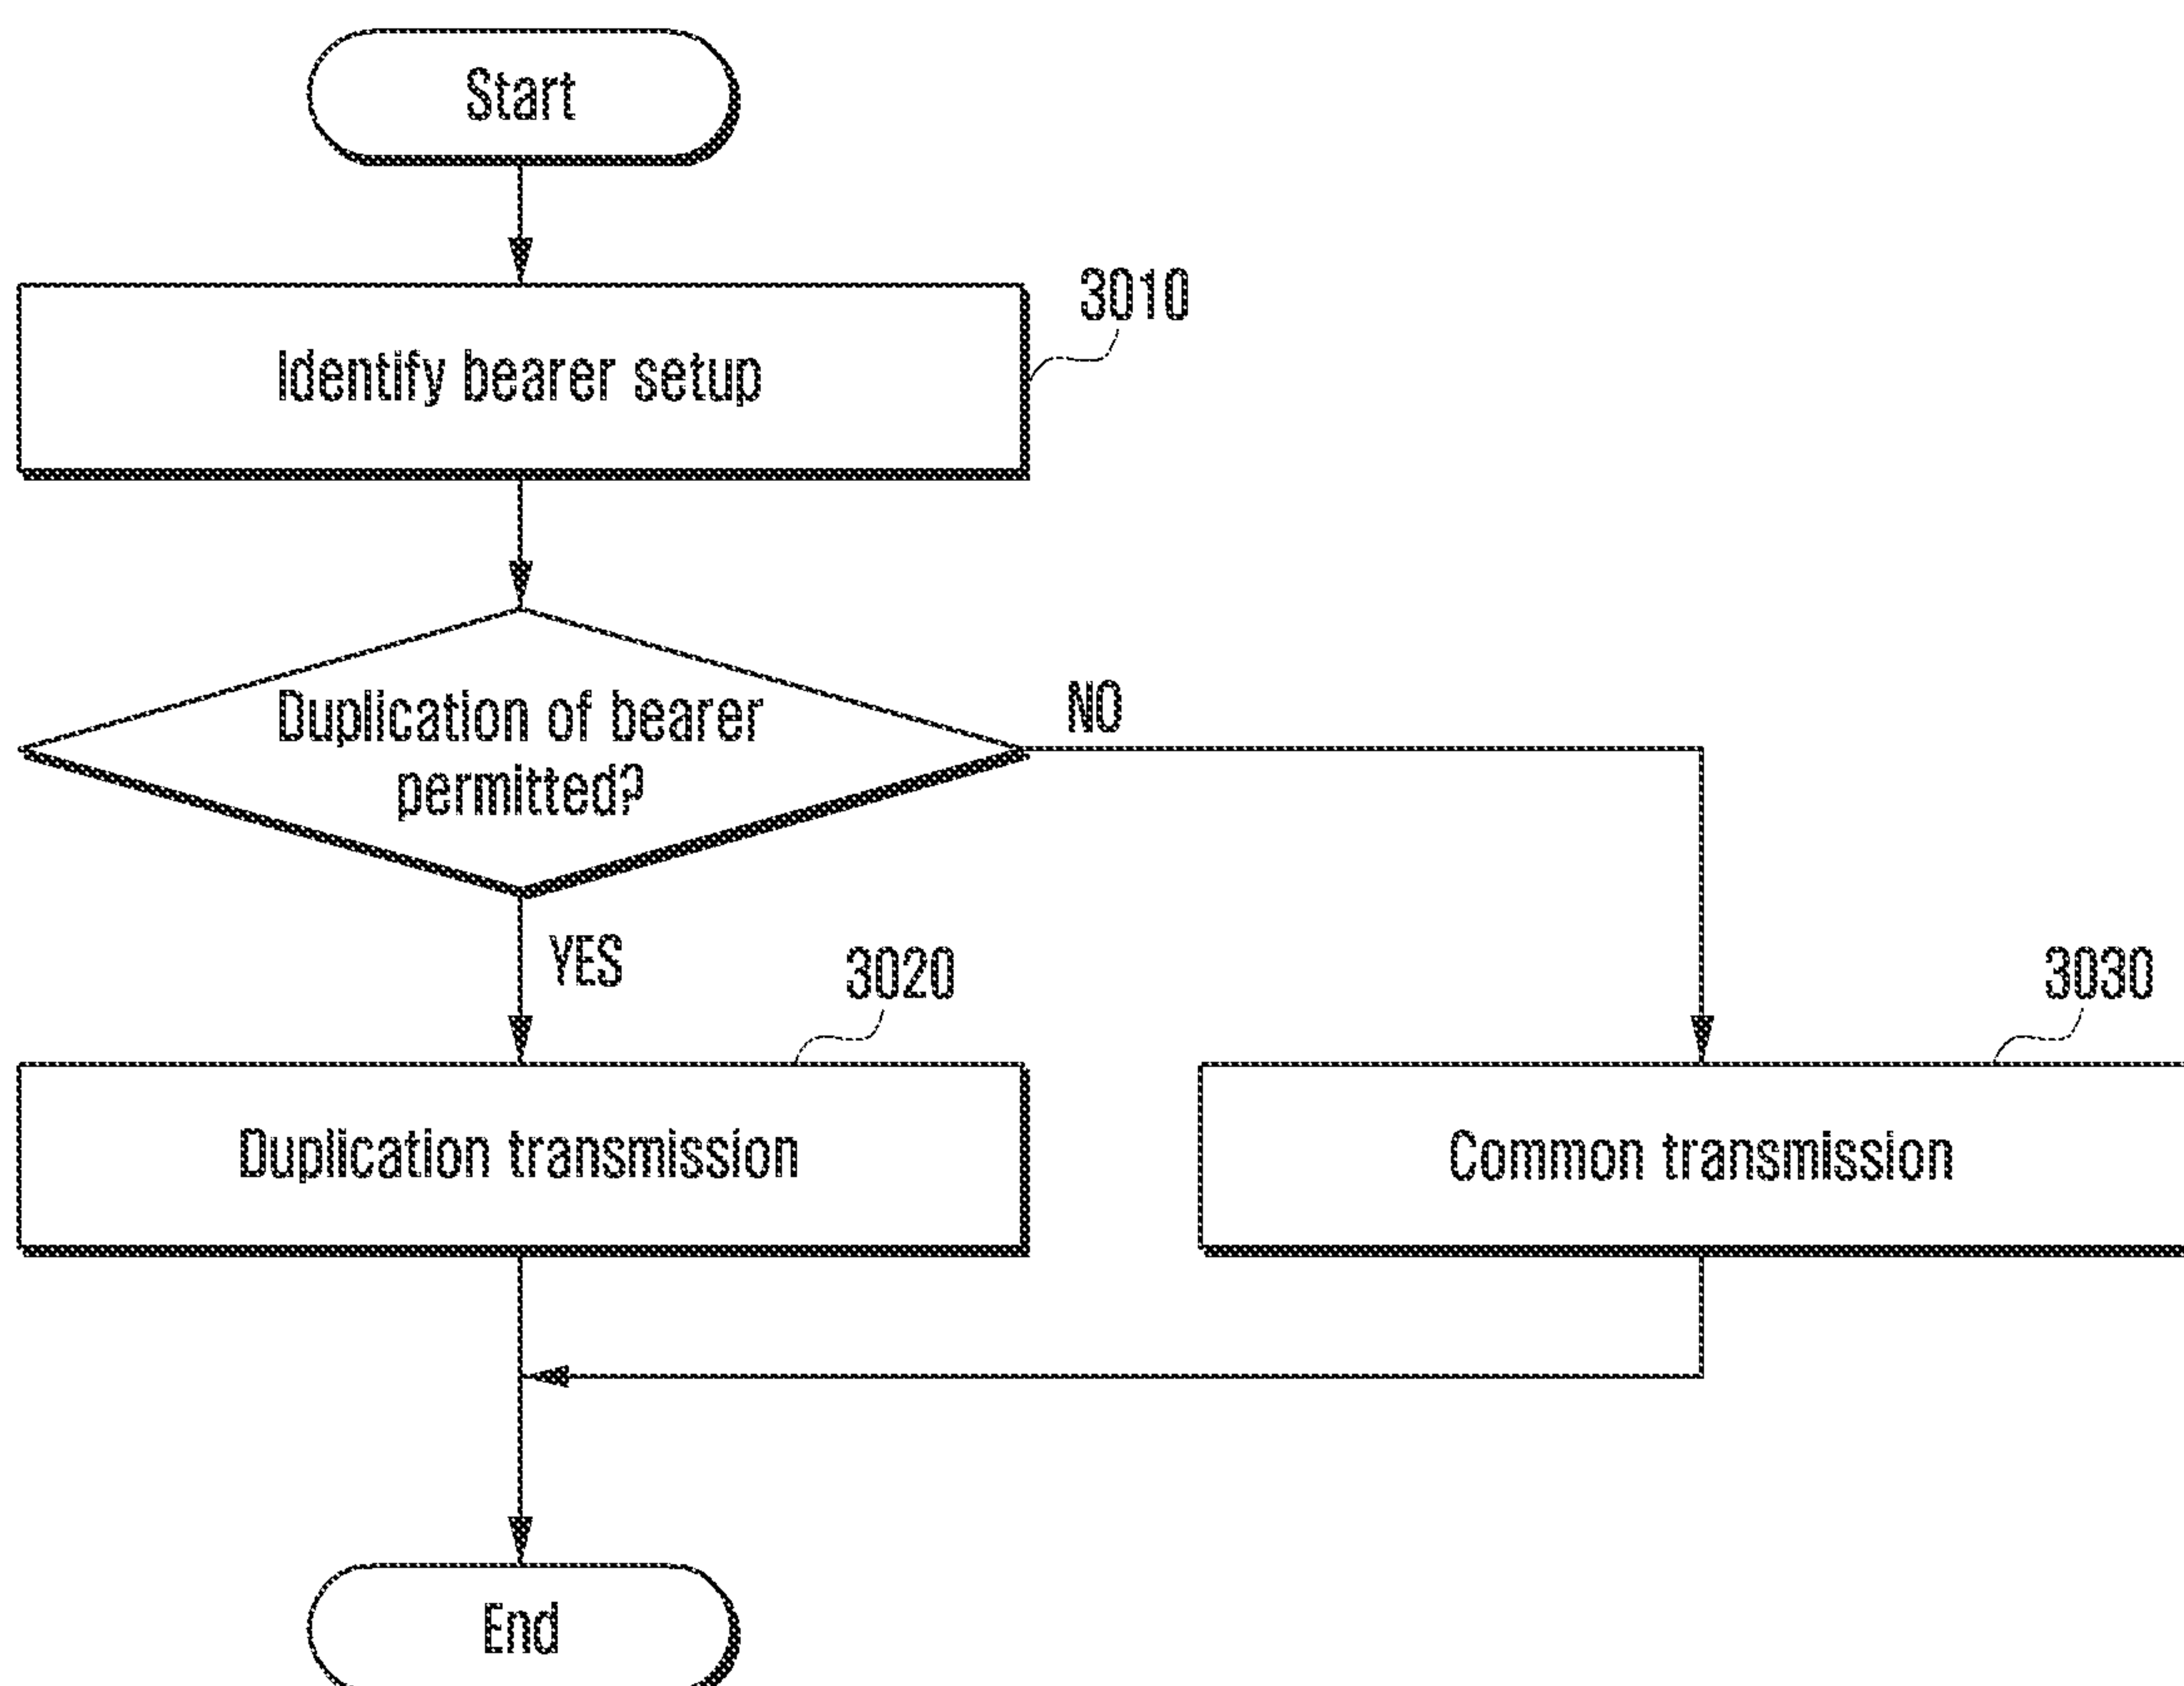 Start
3010
Identify bearer setup
Duplication of bearer
permitted?
NO
YES
3020
3030
Duplication transmission
Common transmission
End